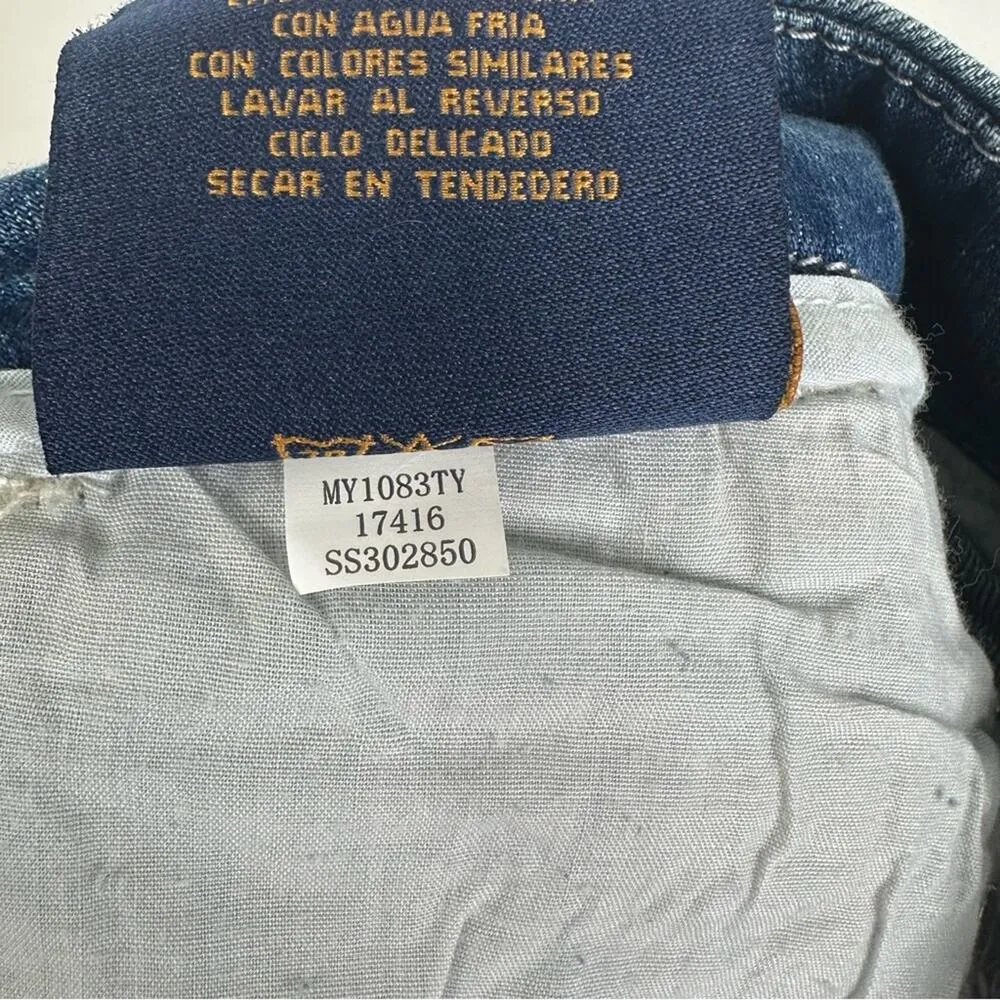 CON AGUA FRIA
CON COLORES SIMILARES
LAVAR AL REVERSO
CICLO DELICADO
SECAR EN TENDEDERO
MY1083TY
17416
SS302850